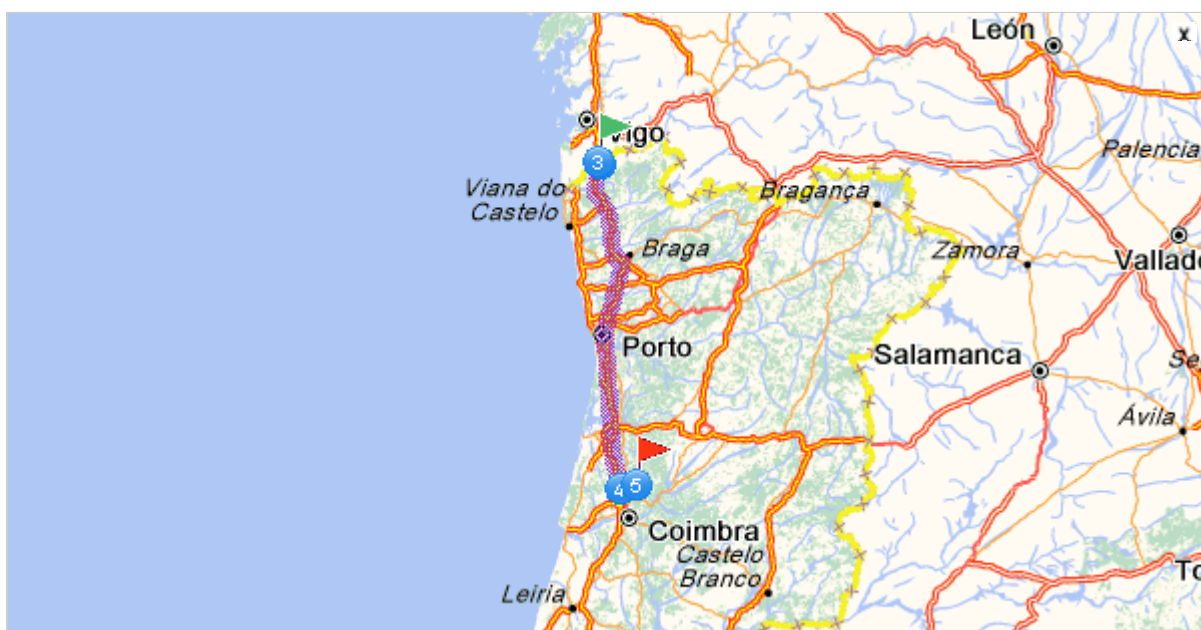 León
x
Vigo
3
Palencia
Viana do
Castelo
Bragança
Braga
Zamora
Vallado
Porto
Salamanca
Se
Ávila
4
5
Coimbra
Castelo
Branco
To
Leiria